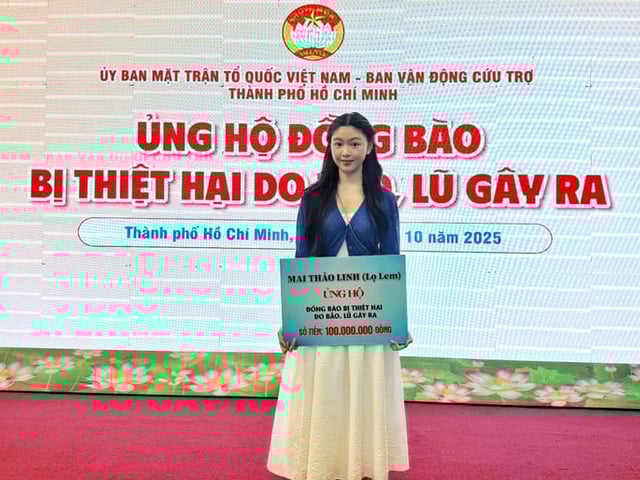 ỦY BAN MẶT TRẬN TỔ QUỐC VIỆT NAM - BAN VẬN ĐỘNG CỨU TRỢ
THÀNH PHỐ HỒ CHÍ MINH
ỦNG HỘ ĐỒNG BÀO
BỊ THIỆT HẠI DO LŨ GÂY RA
Thành phố Hồ Chí Minh, 10 năm 2025
MAI THẢO LINH (Lọ Lem)
ỦNG HỘ
ĐỒNG BÀO BỊ THIỆT HẠI
DO BÃO, LŨ GÂY RA
SỐ TIỀN: 100.000.000 ĐỒNG